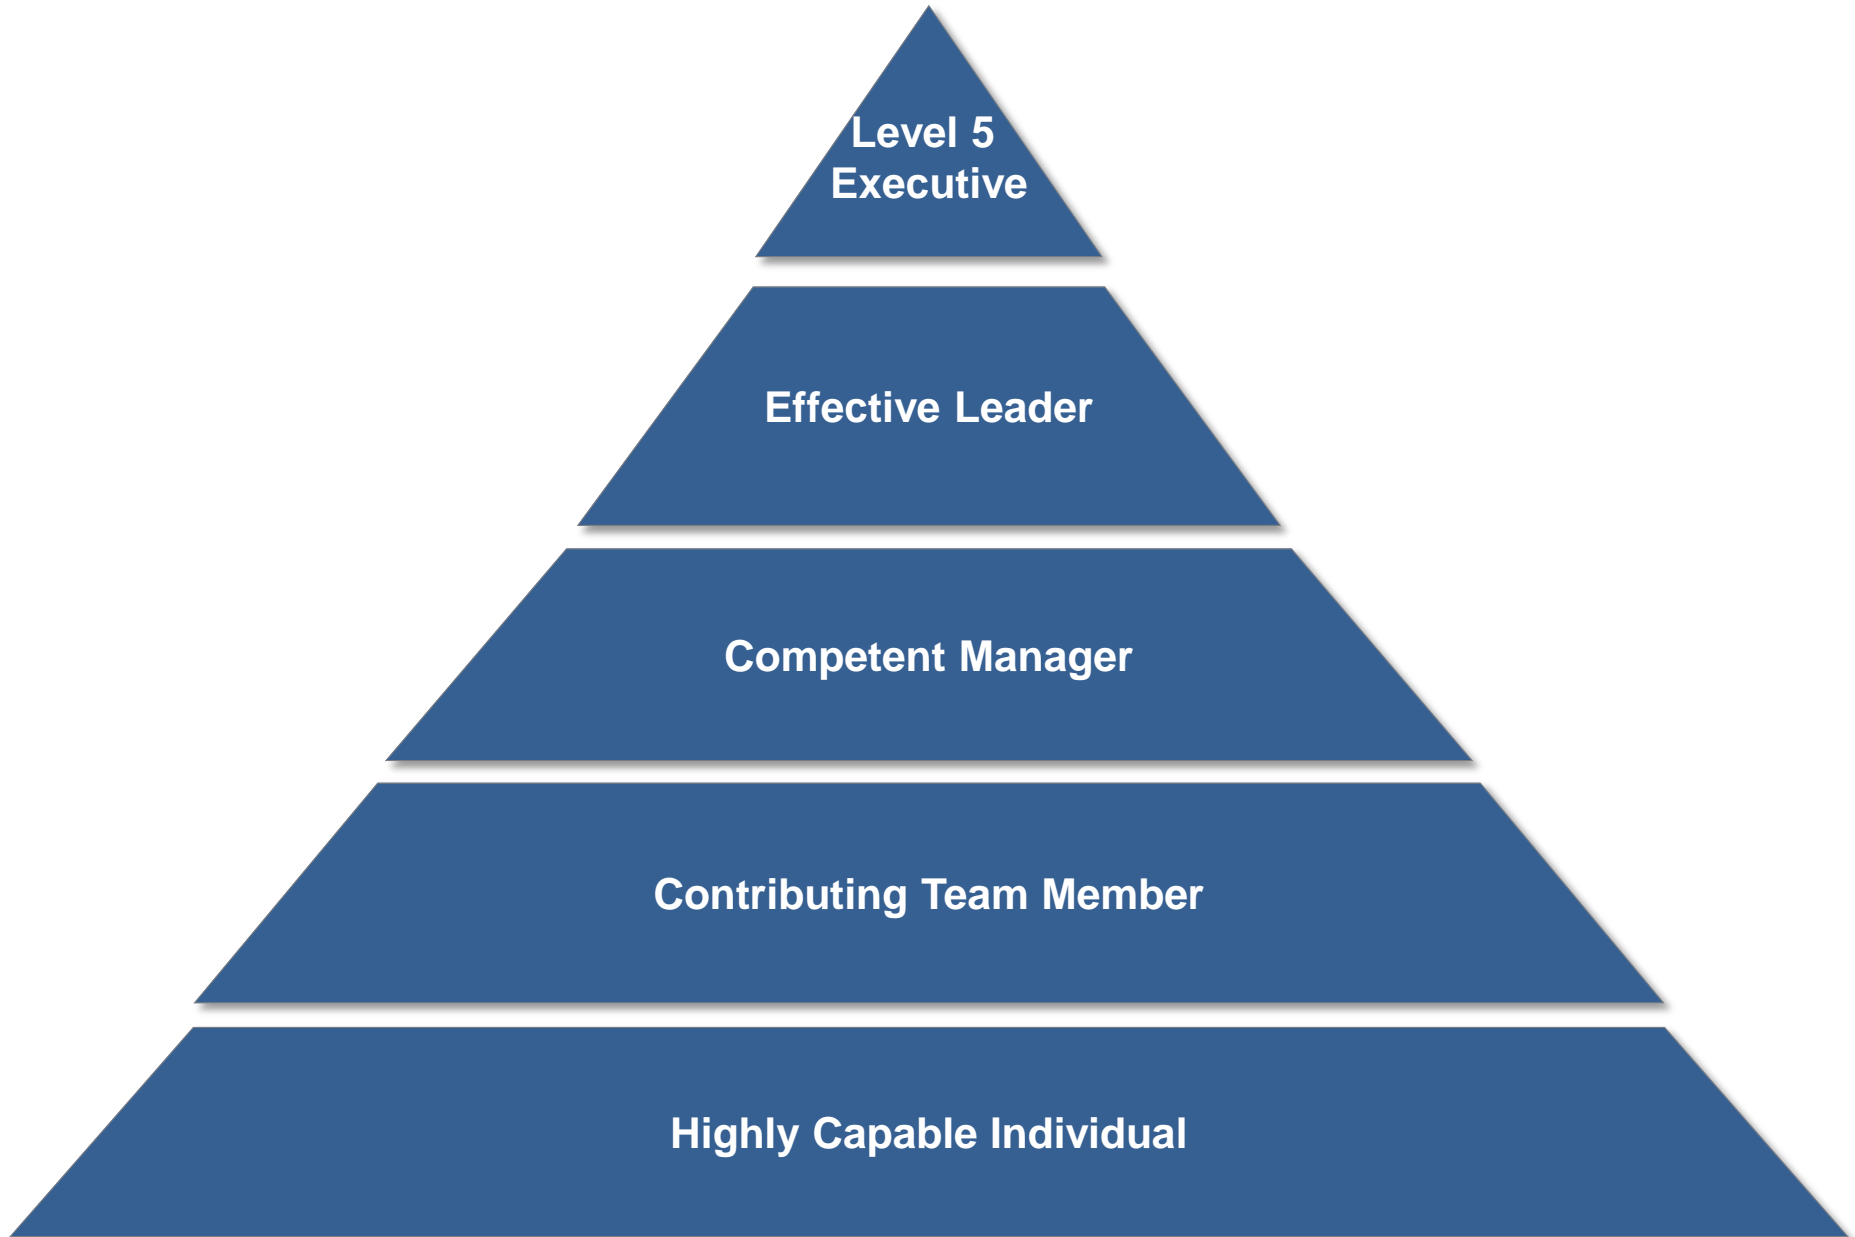 Level 5
Executive
Effective Leader
Competent Manager
Contributing Team Member
Highly Capable Individual